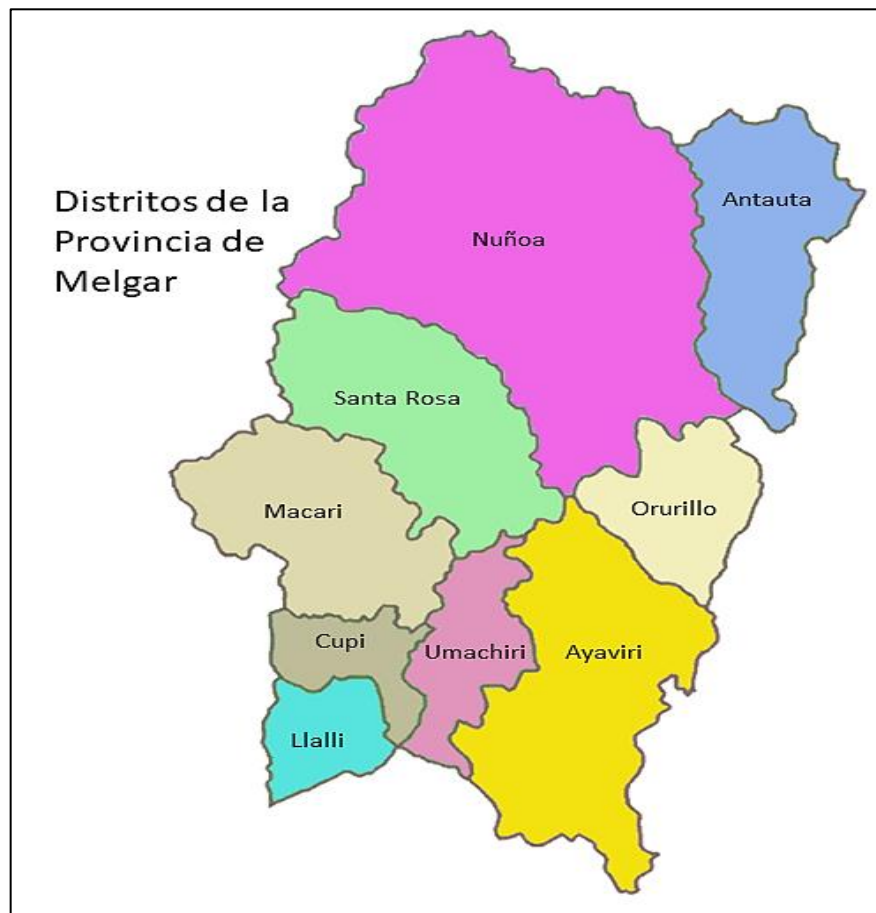 Distritos de la
Provincia de
Melgar
Antauta
Nuñoa
Santa Rosa
Macari
Orurillo
Cupi
Umachiri
Ayaviri
Llalli